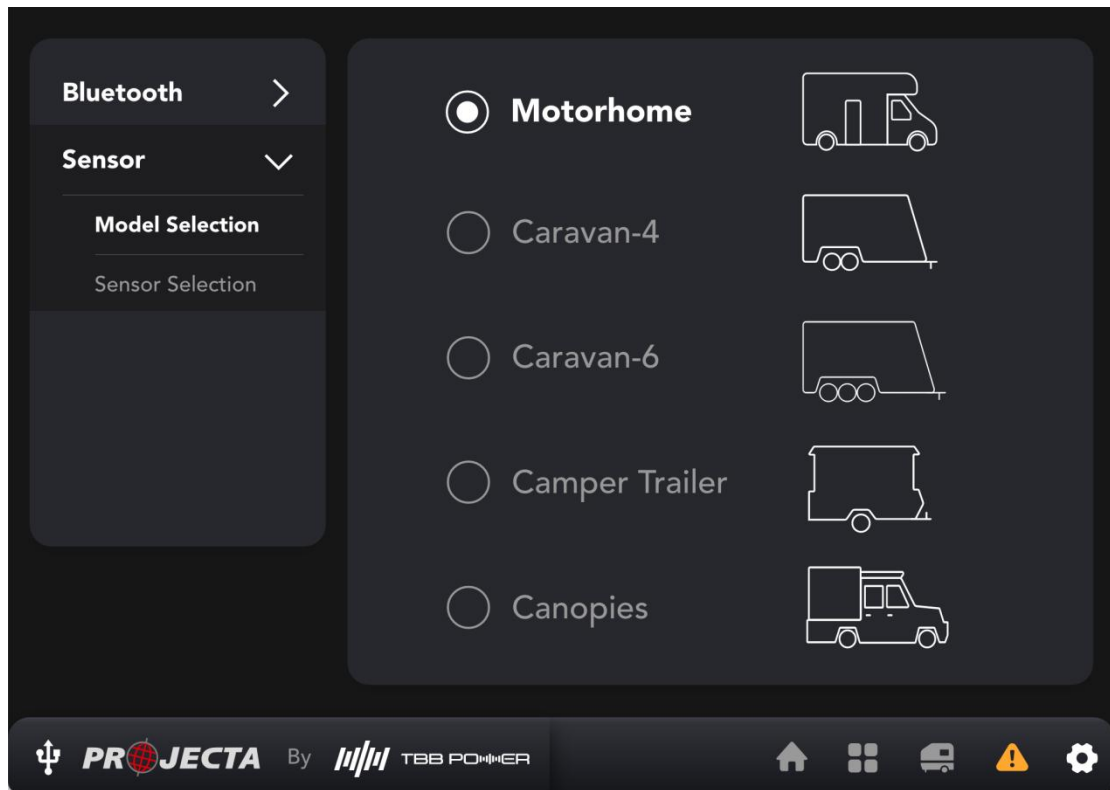 Bluetooth
Sensor
Model Selection
Sensor Selection
Motorhome
Caravan-4
Caravan-6
Camper Trailer
Canopies
PROJECTA By TBB POWER